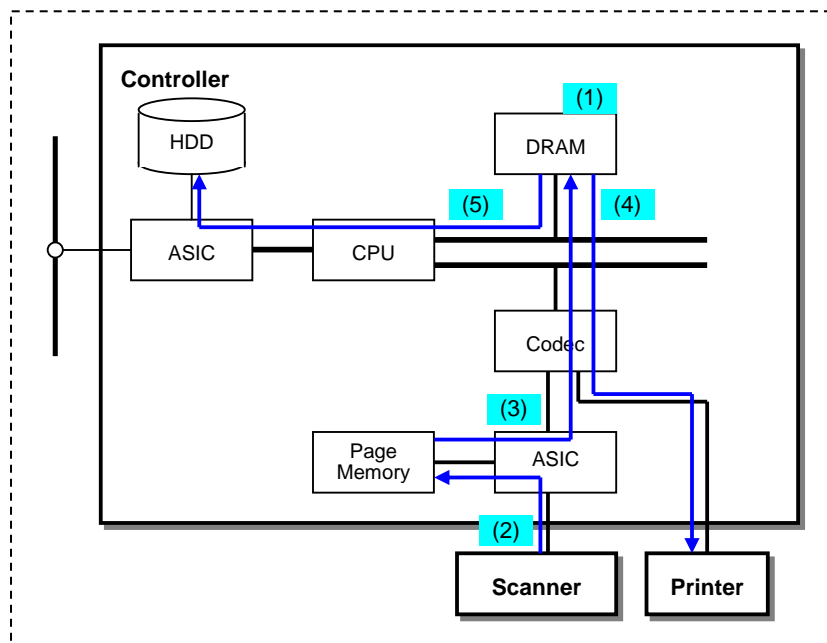 Controller
(1)
HDD
DRAM
(5)
(4)
ASIC
CPU
Codec
(3)
Page
Memory
ASIC
(2)
Scanner
Printer